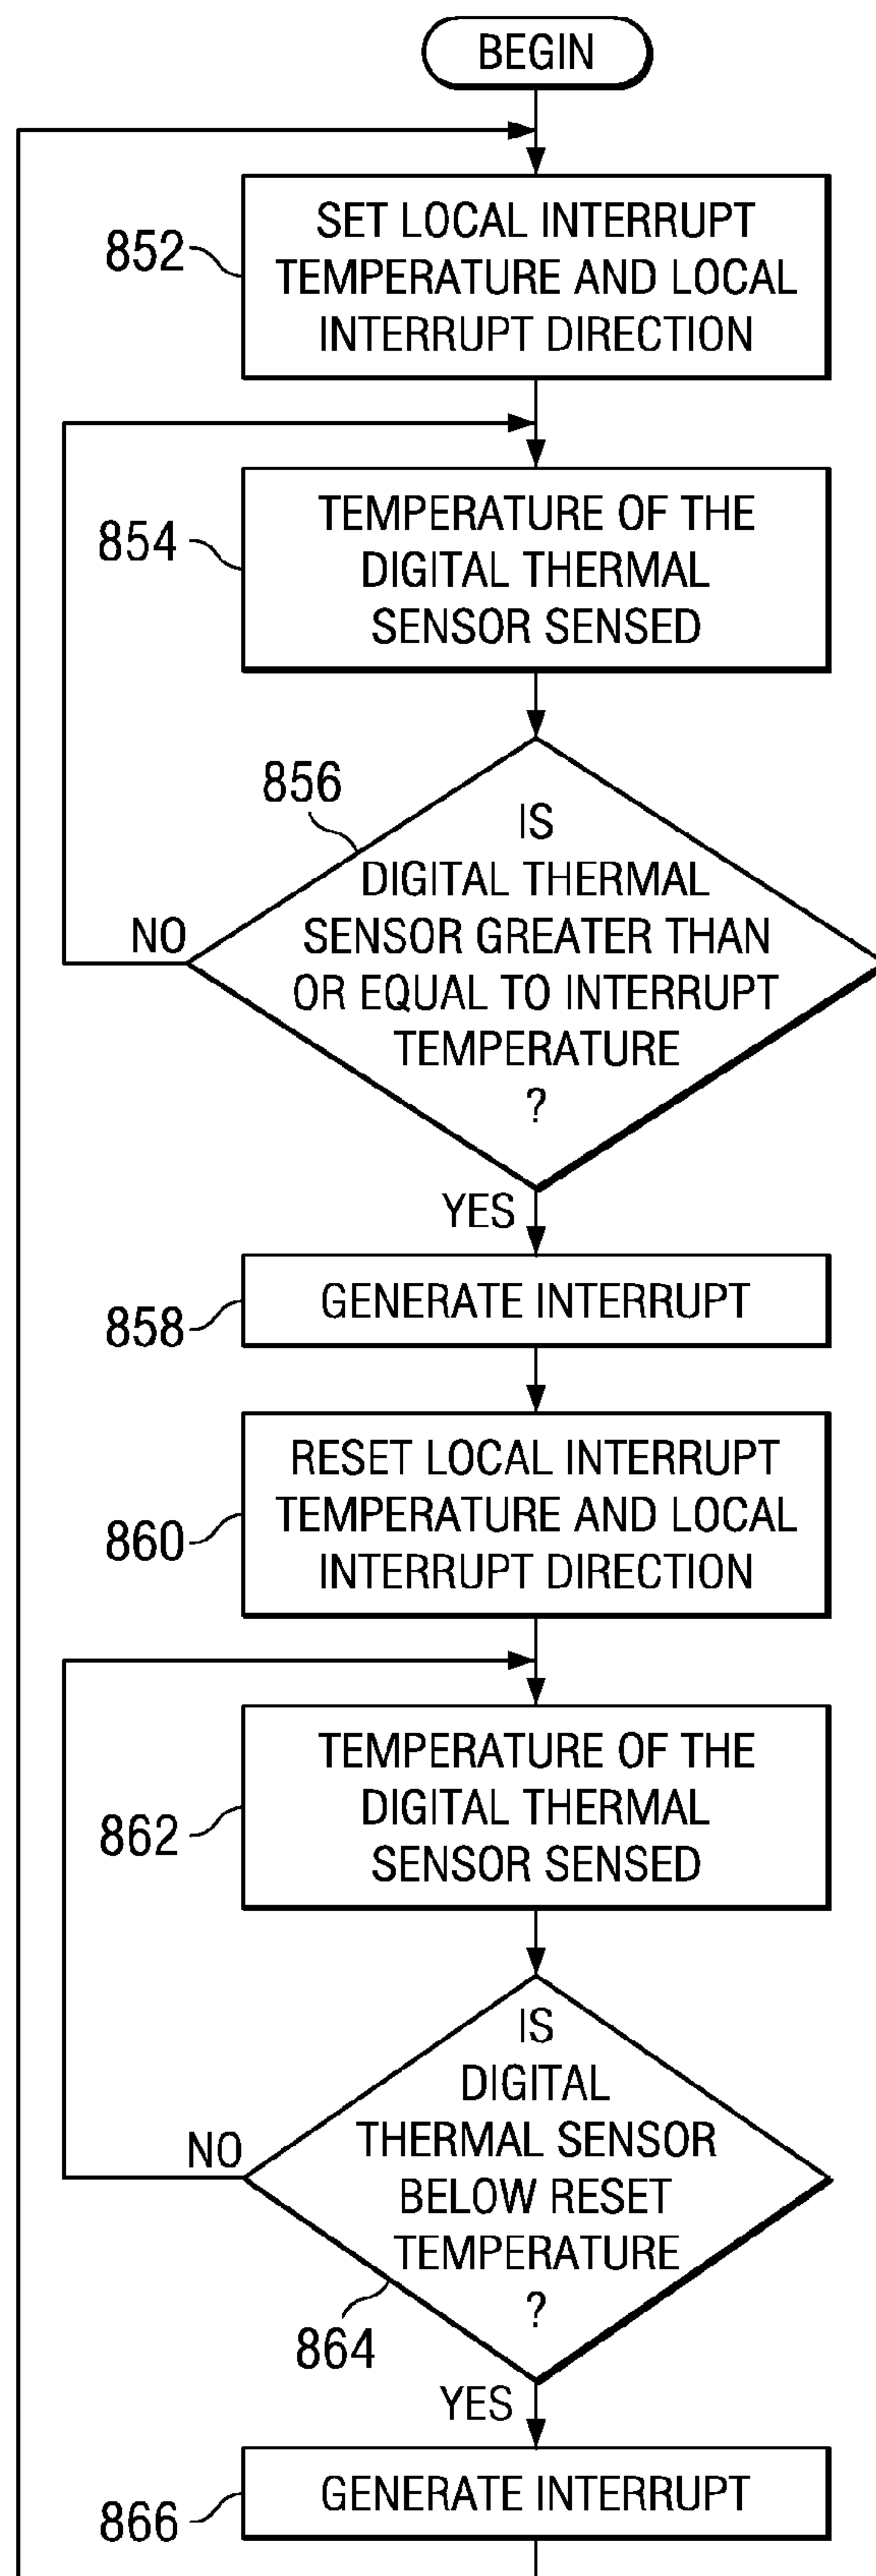 BEGIN
852
SET LOCAL INTERRUPT
TEMPERATURE AND LOCAL
INTERRUPT DIRECTION
854
TEMPERATURE OF THE
DIGITAL THERMAL
SENSOR SENSED
856
IS
DIGITAL THERMAL
SENSOR GREATER THAN
OR EQUAL TO INTERRUPT
TEMPERATURE
?
NO
YES
858
GENERATE INTERRUPT
860
RESET LOCAL INTERRUPT
TEMPERATURE AND LOCAL
INTERRUPT DIRECTION
862
TEMPERATURE OF THE
DIGITAL THERMAL
SENSOR SENSED
IS
DIGITAL
THERMAL SENSOR
BELOW RESET
TEMPERATURE
?
NO
864
YES
866
GENERATE INTERRUPT